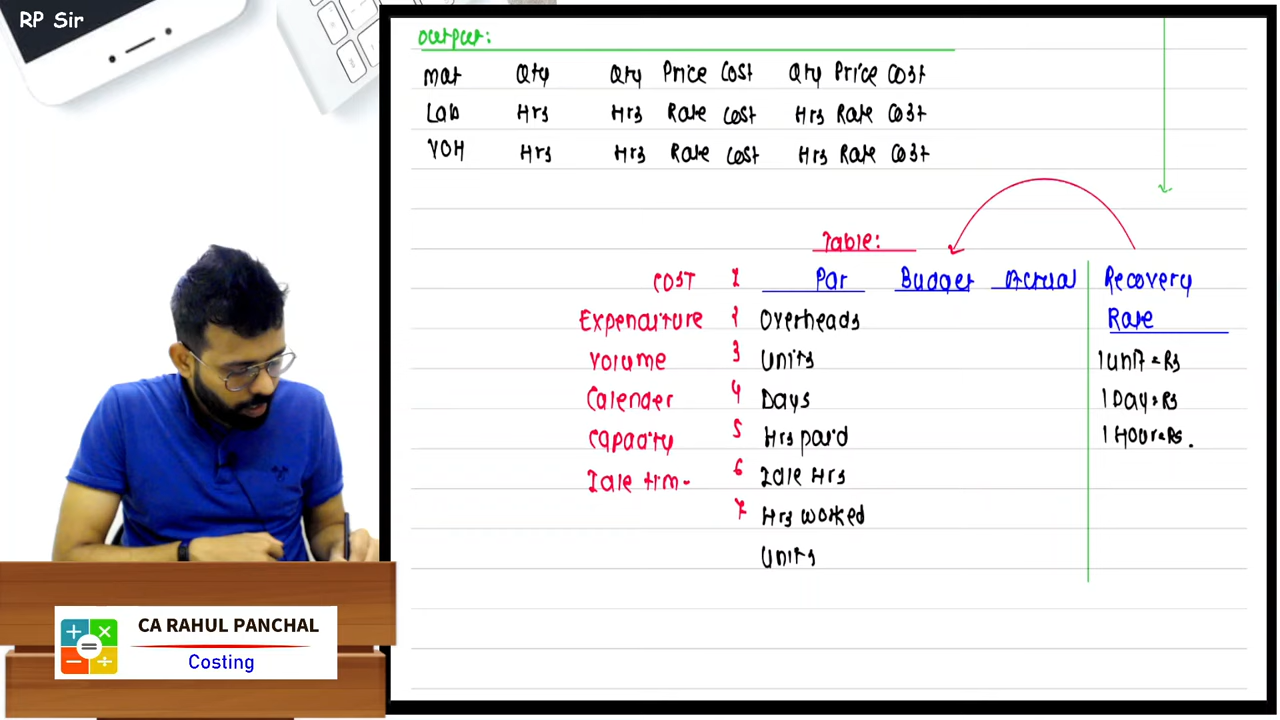 RP Sir
Output:
Mat Qty Qty Price Cost Qty Price Cost
Lab Hrs Hrs Rate Cost Hrs Rate Cost
VOH Hrs Hrs Rate Cost Hrs Rate Cost
Table:
COST 1 Par Budget Actual Recovery
Expenditure 2 Overheads Rate
Volume 3 Units 1 Unit = Rs
Calender 4 Days 1 Day = Rs
Capacity 5 Hrs paid 1 Hour = Rs.
Idle tim- 6 Idle Hrs
7 Hrs worked
Units
CA RAHUL PANCHAL
Costing